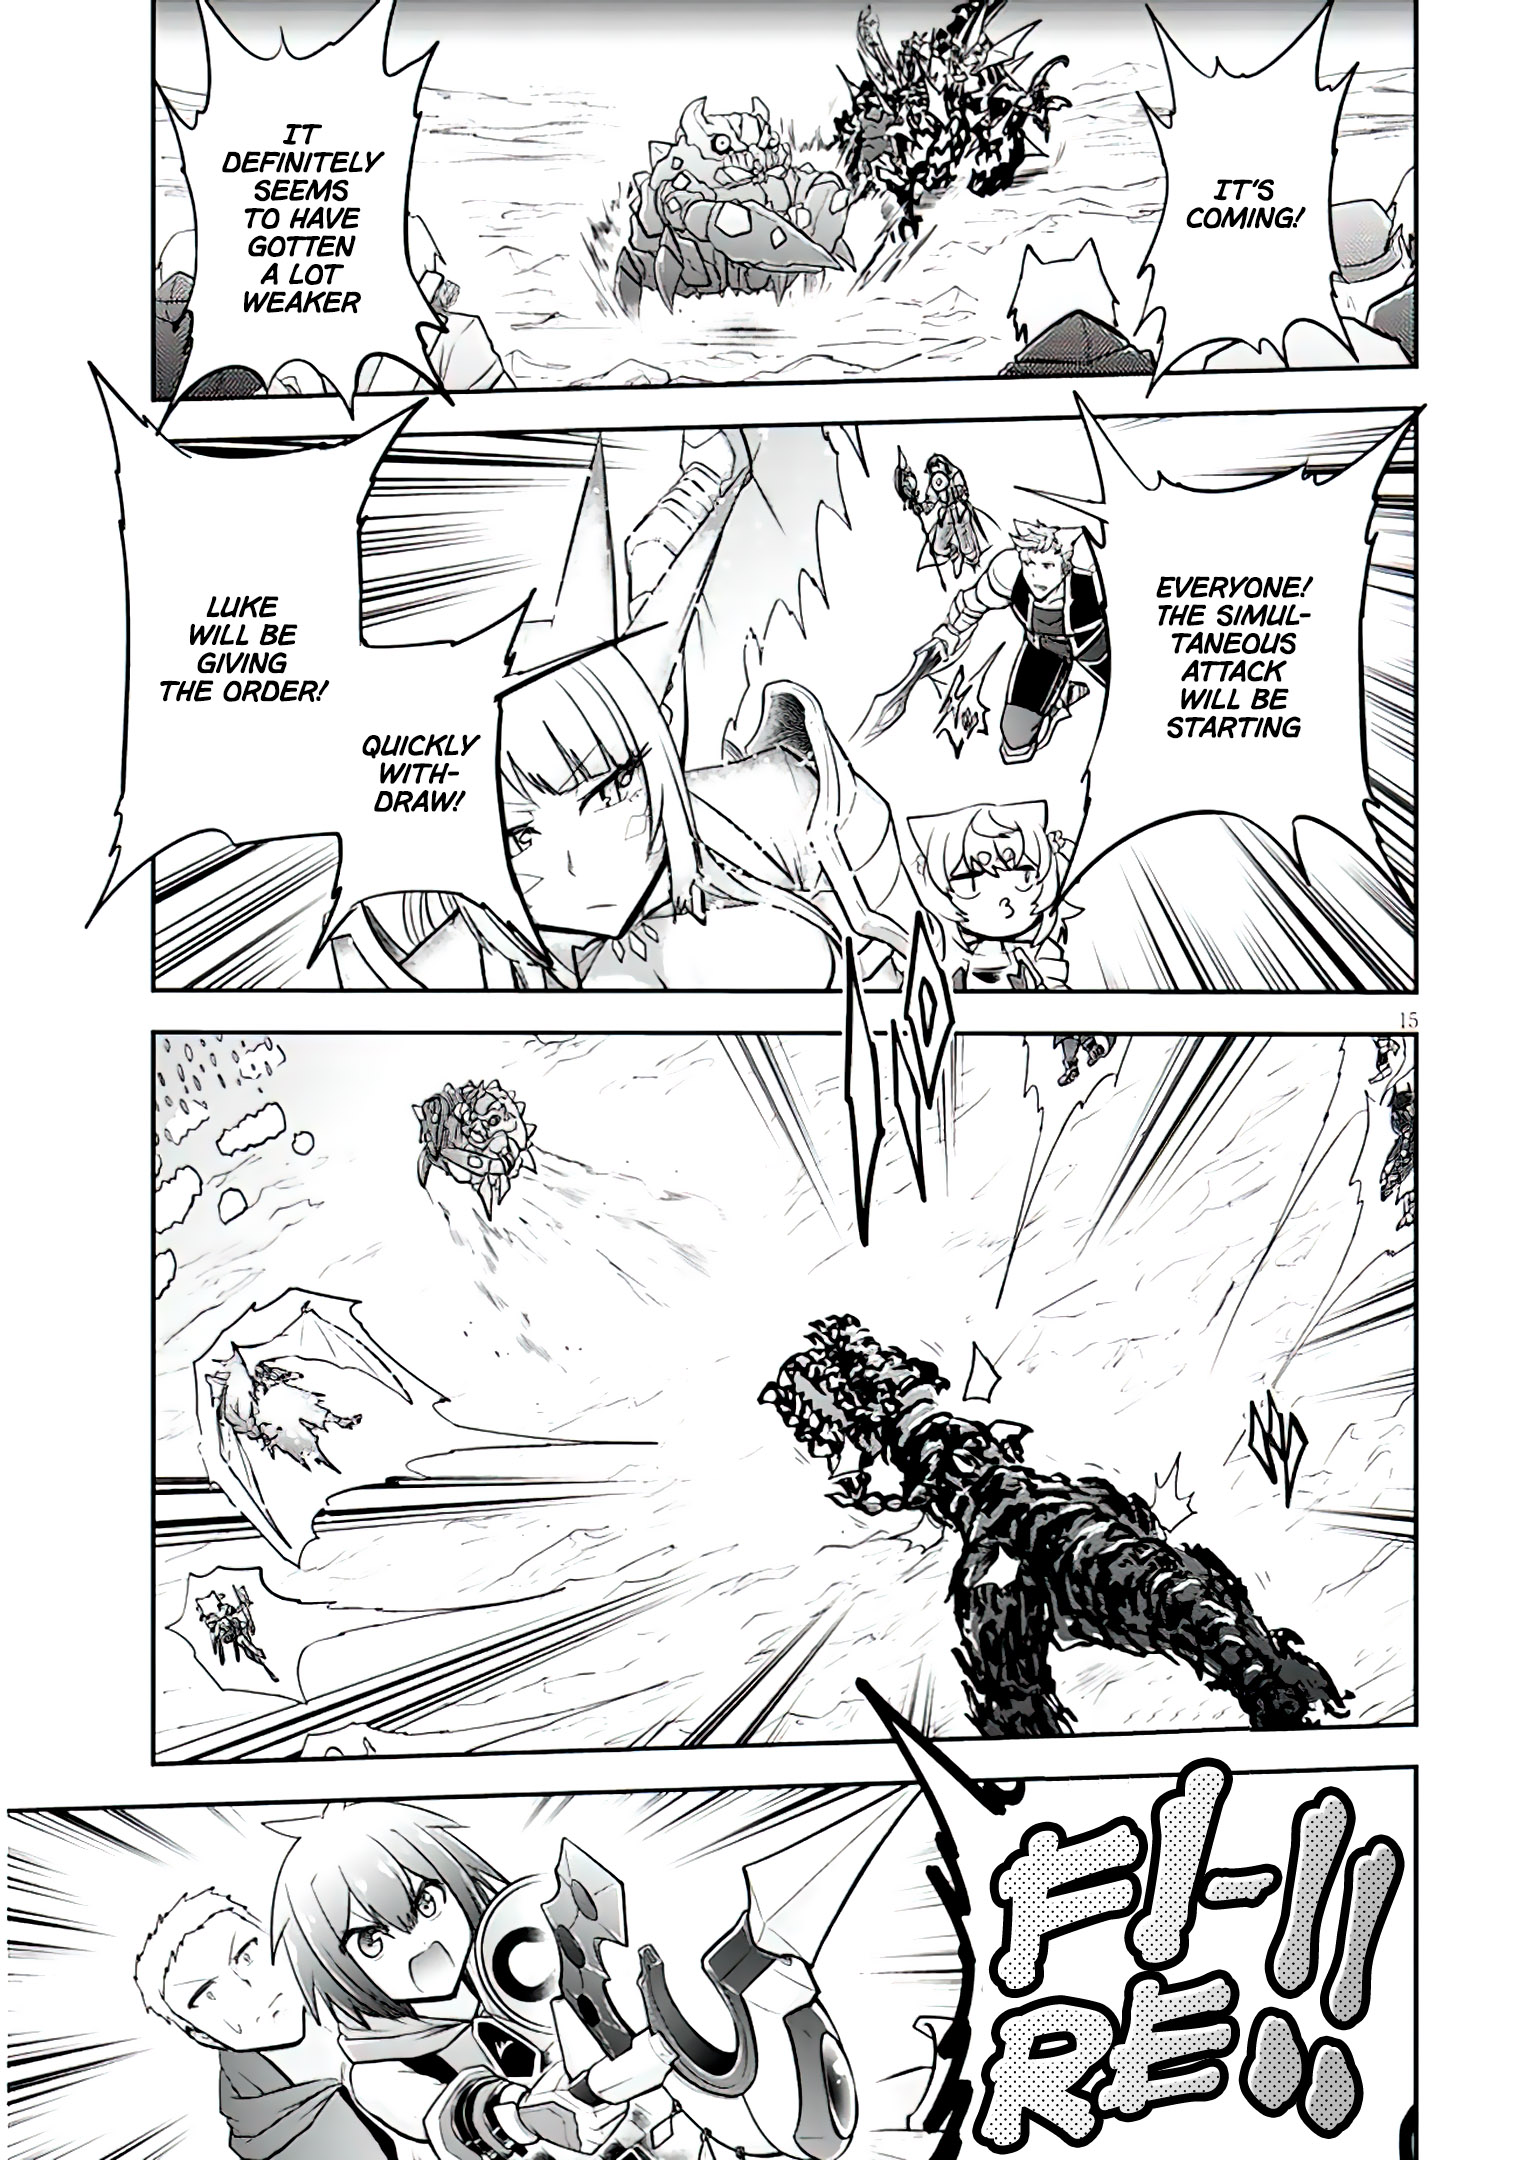 IT'S
COMING!
IT
DEFINITELY
SEEMS
TO HAVE
GOTTEN
A LOT
WEAKER
EVERYONE!
THE SIMUL-
TANEOUS
ATTACK
WILL BE
STARTING
LUKE
WILL BE
GIVING
THE ORDER!
QUICKLY
WITH-
DRAW!
15
FI-
RE!!